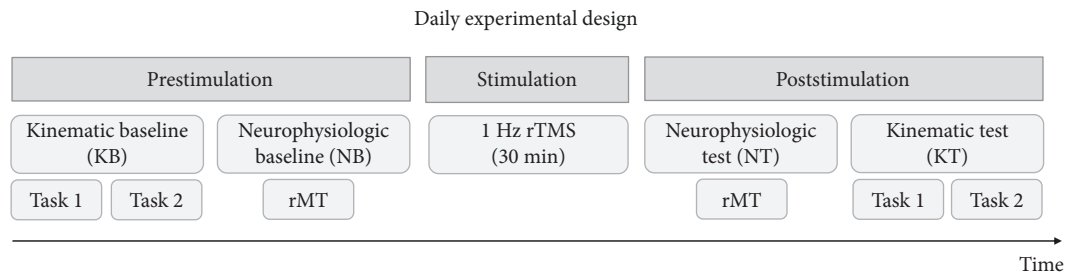 Daily experimental design
Prestimulation
Stimulation
Poststimulation
Kinematic baseline
(KB)
Neurophysiologic
baseline (NB)
1 Hz rTMS
(30 min)
Neurophysiologic
test (NT)
Kinematic test
(KT)
Task 1
Task 2
rMT
rMT
Task 1
Task 2
Time